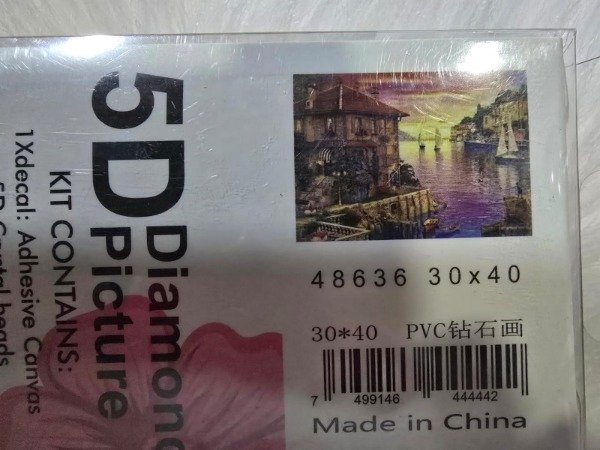 5D Diamond
Picture
KIT CONTAINS:
1Xdecal: Adhesive Canvas
48636 30x40
30*40 PVC钻石画
7 499146 444442
Made in China